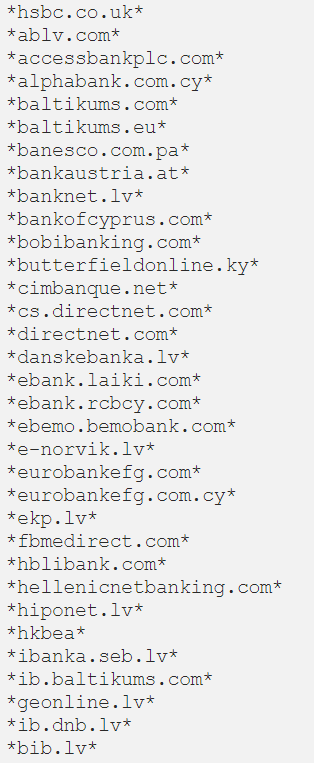 *hsbc.co.uk*
*ablv.com*
*accessbankplc.com*
*alphabank.com.cy*
*baltikums.com*
*baltikums.eu*
*banesco.com.pa*
*bankaustria.at*
*banknet.lv*
*bankofcyprus.com*
*bobibanking.com*
*butterfieldonline.ky*
*cimbanque.net*
*cs.directnet.com*
*directnet.com*
*danskebanka.lv*
*ebank.laiki.com*
*ebank.rcbcy.com*
*ebemo.bemobank.com*
*e-norvik.lv*
*eurobankefg.com*
*eurobankefg.com.cy*
*ekp.lv*
*fbmedirect.com*
*hblibank.com*
*hellenicnetbanking.com*
*hiponet.lv*
*hkbea*
*ibanka.seb.lv*
*ib.baltikums.com*
*geonline.lv*
*ib.dnb.lv*
*bib.lv*